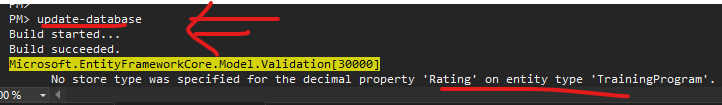 PM>
PM> update-database
Build started...
Build succeeded.
Microsoft.EntityFrameworkCore.Model.Validation[30000]
No store type was specified for the decimal property 'Rating' on entity type 'TrainingProgram'.
00 %